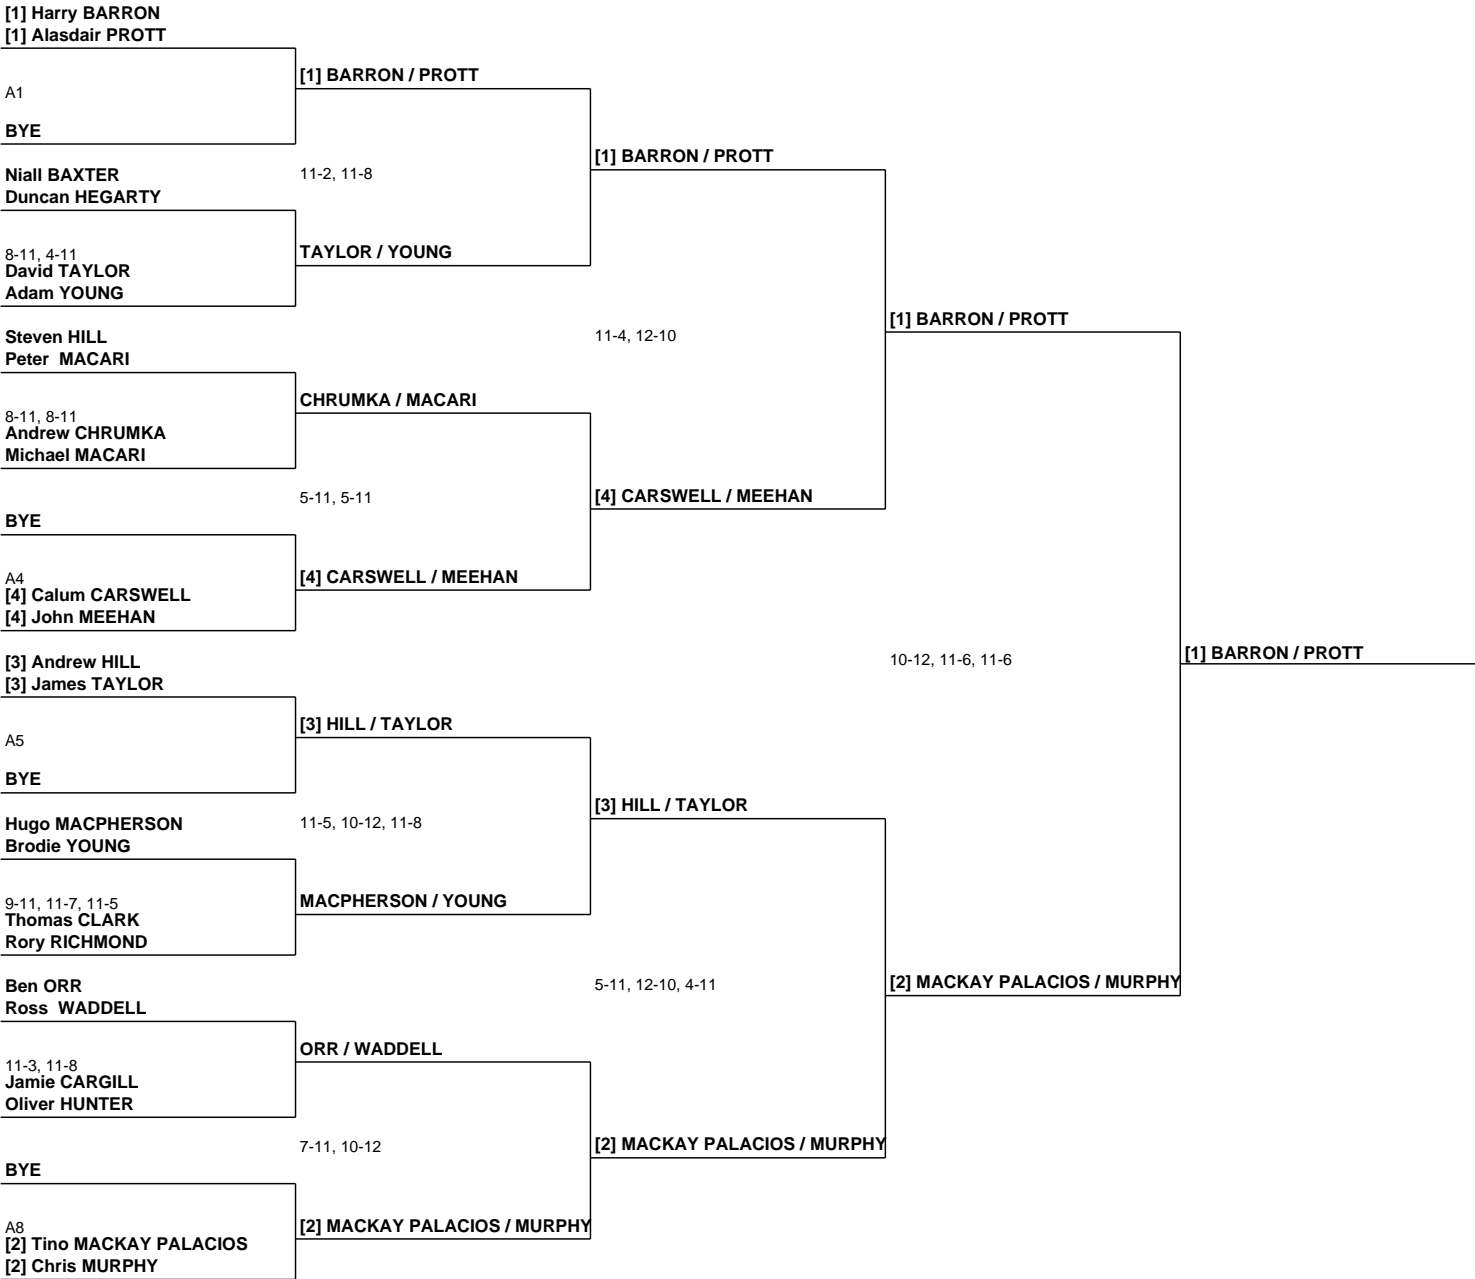 [1] Harry BARRON
[1] Alasdair PROTT
A1
BYE
Niall BAXTER
Duncan HEGARTY
8-11, 4-11
David TAYLOR
Adam YOUNG
Steven HILL
Peter  MACARI
8-11, 8-11
Andrew CHRUMKA
Michael MACARI
BYE
A4
[4] Calum CARSWELL
[4] John MEEHAN
[3] Andrew HILL
[3] James TAYLOR
A5
BYE
Hugo MACPHERSON
Brodie YOUNG
9-11, 11-7, 11-5
Thomas CLARK
Rory RICHMOND
Ben ORR
Ross  WADDELL
11-3, 11-8
Jamie CARGILL
Oliver HUNTER
BYE
A8
[2] Tino MACKAY PALACIOS
[2] Chris MURPHY
[1] BARRON / PROTT
11-2, 11-8
TAYLOR / YOUNG
CHRUMKA / MACARI
5-11, 5-11
[4] CARSWELL / MEEHAN
[3] HILL / TAYLOR
11-5, 10-12, 11-8
MACPHERSON / YOUNG
ORR / WADDELL
7-11, 10-12
[2] MACKAY PALACIOS / MURPHY
[1] BARRON / PROTT
11-4, 12-10
[4] CARSWELL / MEEHAN
[3] HILL / TAYLOR
5-11, 12-10, 4-11
[2] MACKAY PALACIOS / MURPHY
[1] BARRON / PROTT
10-12, 11-6, 11-6
[2] MACKAY PALACIOS / MURPHY
[1] BARRON / PROTT